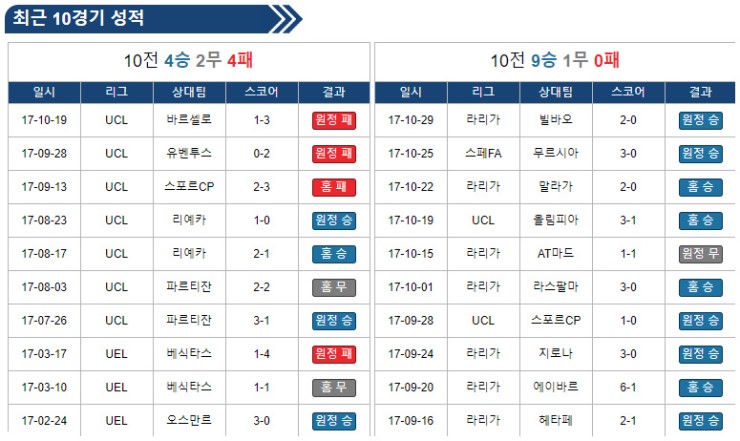 최근 10경기 성적
10전 4승 2무 4패
일시 리그 상대팀 스코어 결과
17-10-19 UCL 바르셀로 1-3 원정 패
17-09-28 UCL 유벤투스 0-2 원정 패
17-09-13 UCL 스포르CP 2-3 홈 패
17-08-23 UCL 리예카 1-0 원정 승
17-08-17 UCL 리예카 2-1 홈 승
17-08-03 UCL 파르티잔 2-2 홈 무
17-07-26 UCL 파르티잔 3-1 원정 승
17-03-17 UEL 베식타스 1-4 원정 패
17-03-10 UEL 베식타스 1-1 홈 무
17-02-24 UEL 오스만르 3-0 원정 승
10전 9승 1무 0패
일시 리그 상대팀 스코어 결과
17-10-29 라리가 빌바오 2-0 원정 승
17-10-25 스페FA 무르시아 3-0 원정 승
17-10-22 라리가 말라가 2-0 홈 승
17-10-19 UCL 올림피아 3-1 홈 승
17-10-15 라리가 AT마드 1-1 원정 무
17-10-01 라리가 라스팔마 3-0 홈 승
17-09-28 UCL 스포르CP 1-0 원정 승
17-09-24 라리가 지로나 3-0 원정 승
17-09-20 라리가 에이바르 6-1 홈 승
17-09-16 라리가 헤타페 2-1 원정 승